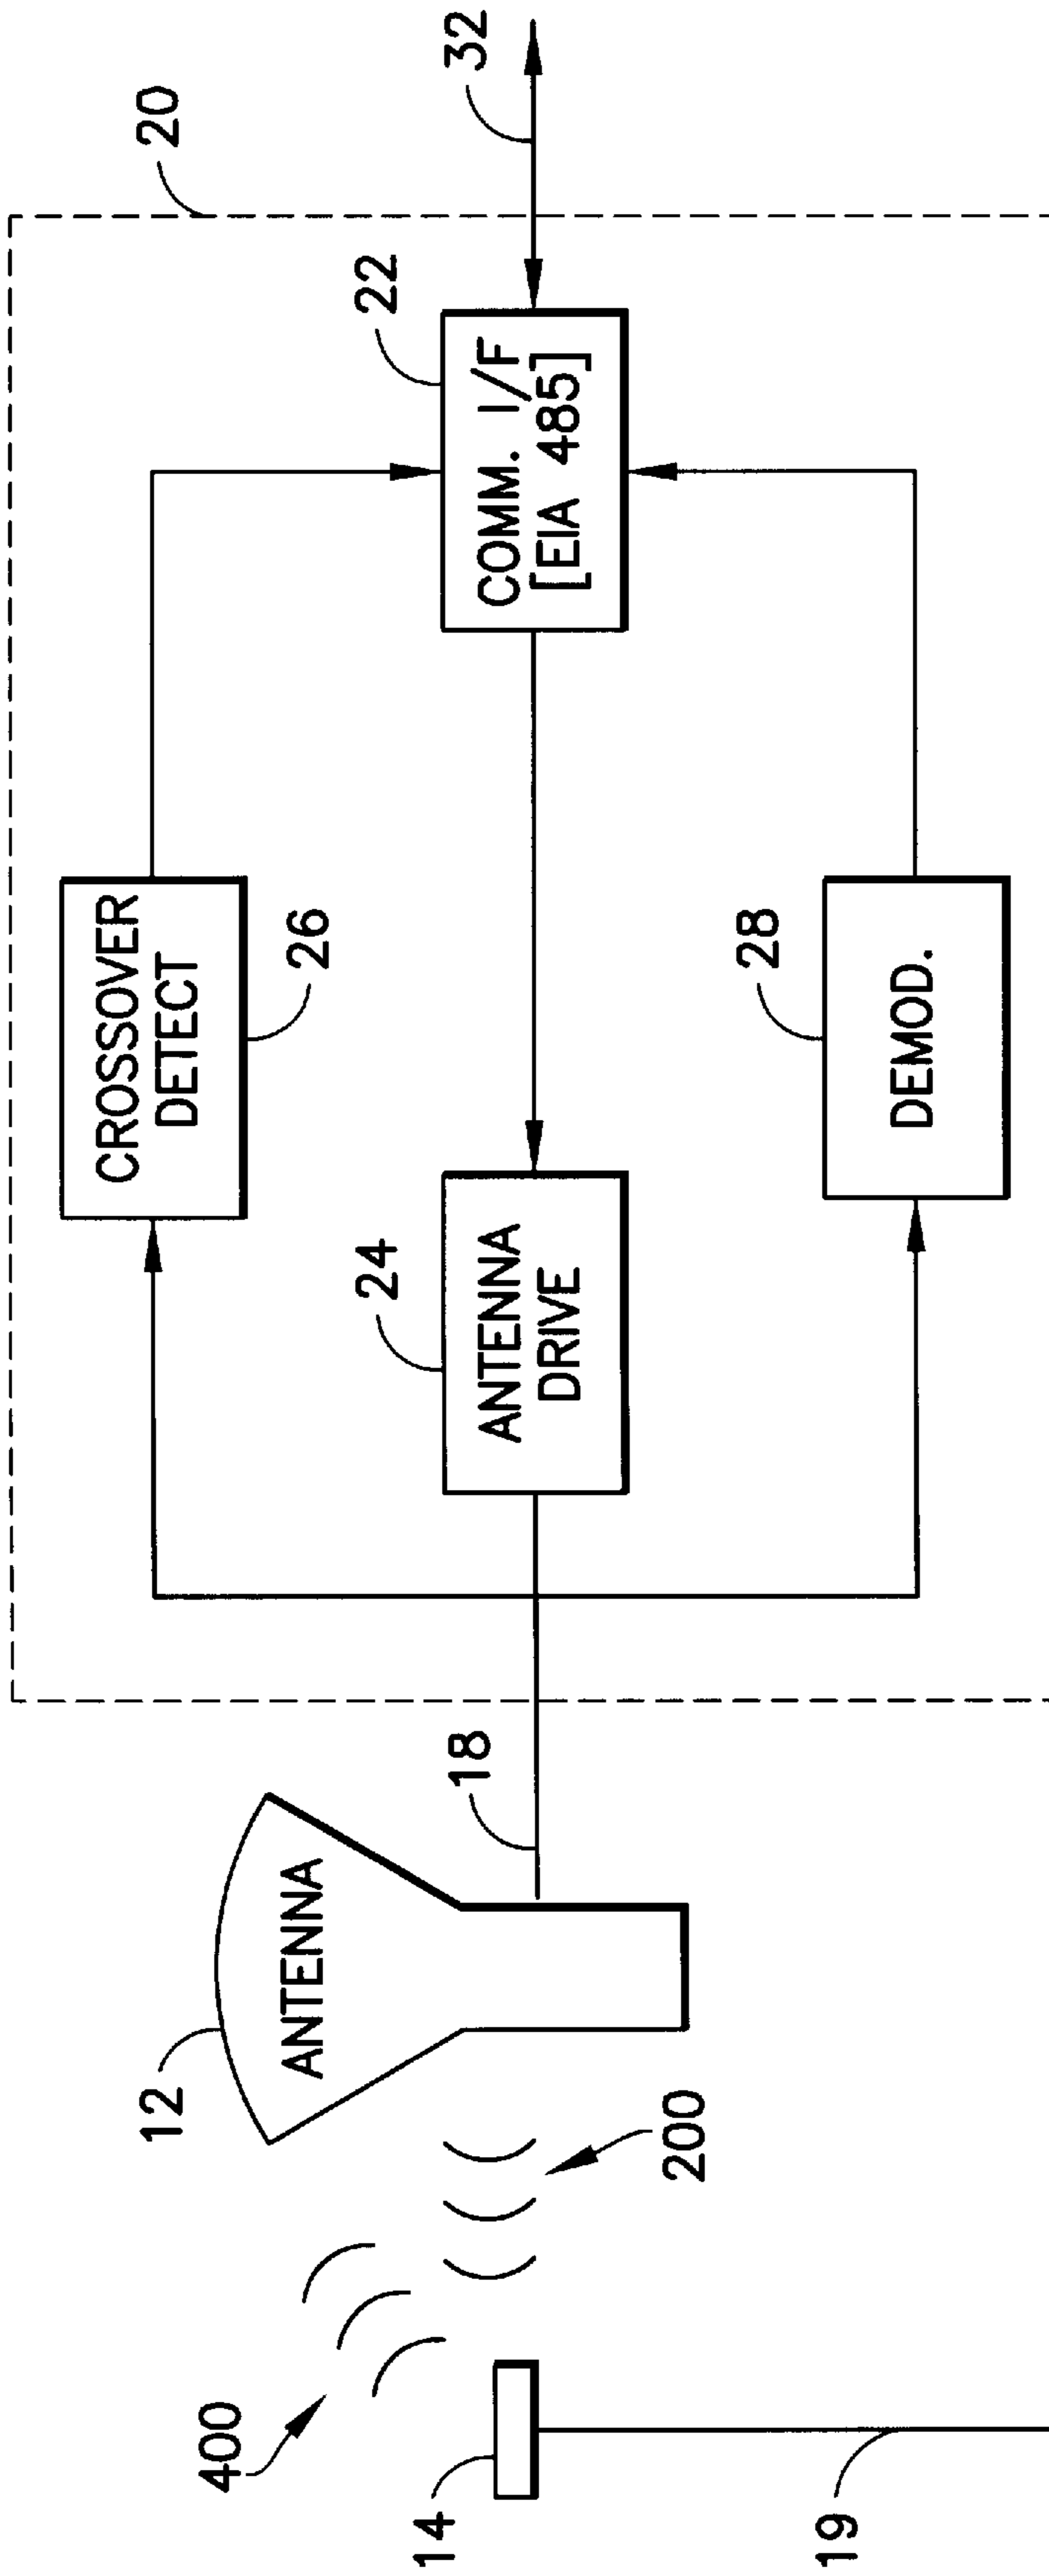 20
32
22
COMM. I/F
[EIA 485]
CROSSOVER
DETECT
26
24
ANTENNA
DRIVE
28
DEMOD.
18
12
ANTENNA
200
400
14
19